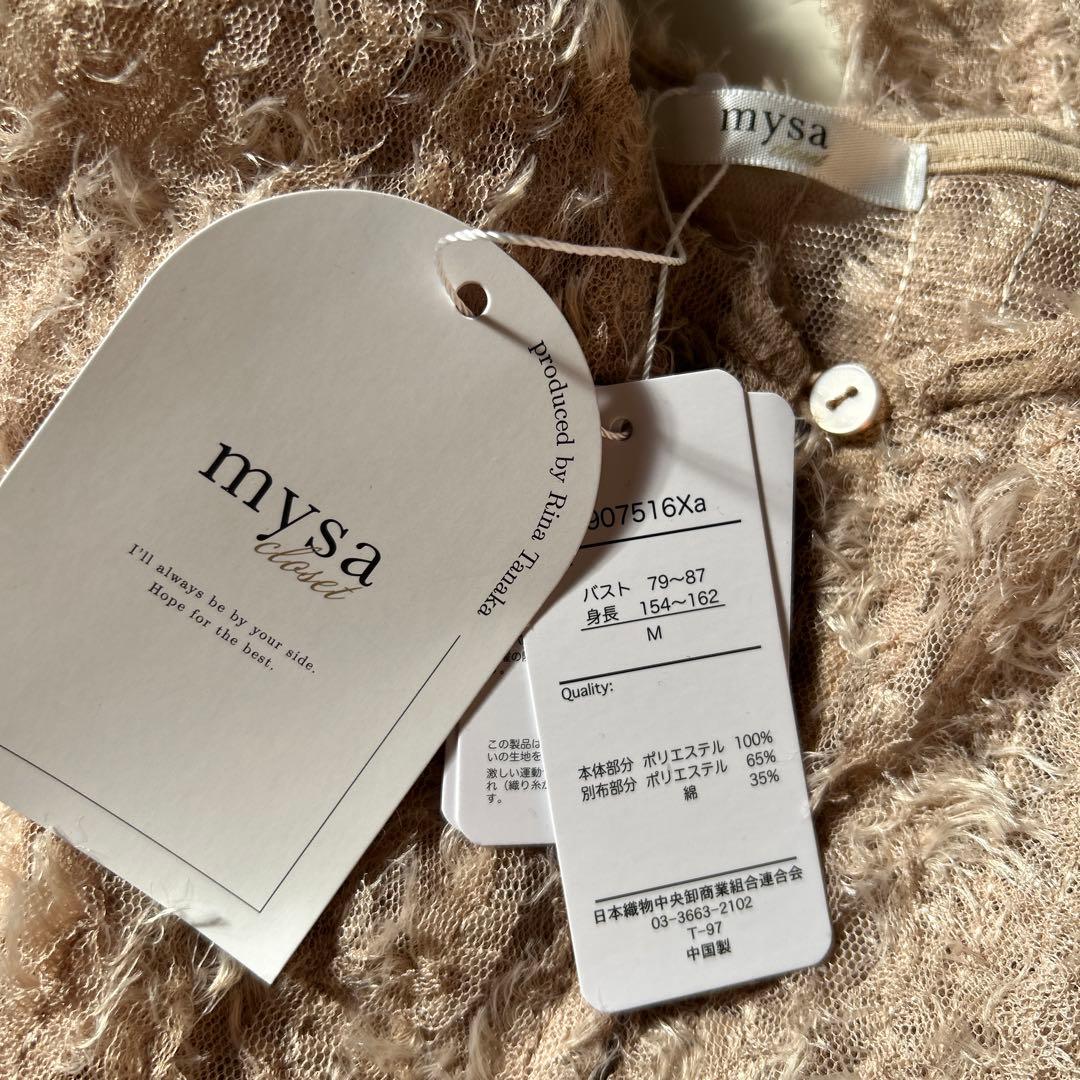 mysa
mysa
closet
I'll always be by your side.
Hope for the best.
produced by Rina Tanaka
907516Xa
バスト 79～87
身長 154～162
M
Quality:
本体部分 ポリエステル 100%
別布部分 ポリエステル 65%
綿 35%
日本織物中央卸商業組合連合会
03-3663-2102
T-97
中国製
この製品は
いの生地を
激しい運動
れ（織り糸が
す。